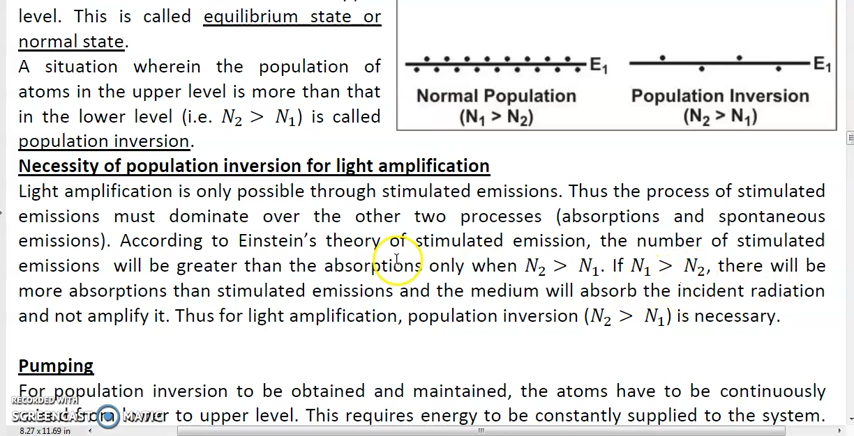 level. This is called equilibrium state or
normal state.
A situation wherein the population of
atoms in the upper level is more than that
in the lower level (i.e. N₂ > N₁) is called
population inversion.
E₁
E₁
Normal Population
(N₁ > N₂)
Population Inversion
(N₂ > N₁)
Necessity of population inversion for light amplification
Light amplification is only possible through stimulated emissions. Thus the process of stimulated
emissions must dominate over the other two processes (absorptions and spontaneous
emissions). According to Einstein's theory of stimulated emission, the number of stimulated
emissions will be greater than the absorptions only when N₂ > N₁. If N₁ > N₂, there will be
more absorptions than stimulated emissions and the medium will absorb the incident radiation
and not amplify it. Thus for light amplification, population inversion (N₂ > N₁) is necessary.
Pumping
For population inversion to be obtained and maintained, the atoms have to be continuously
to upper level. This requires energy to be constantly supplied to the system.
RECORDED WITH
SCREENCAST MATIC
8.27 x 11.69 in